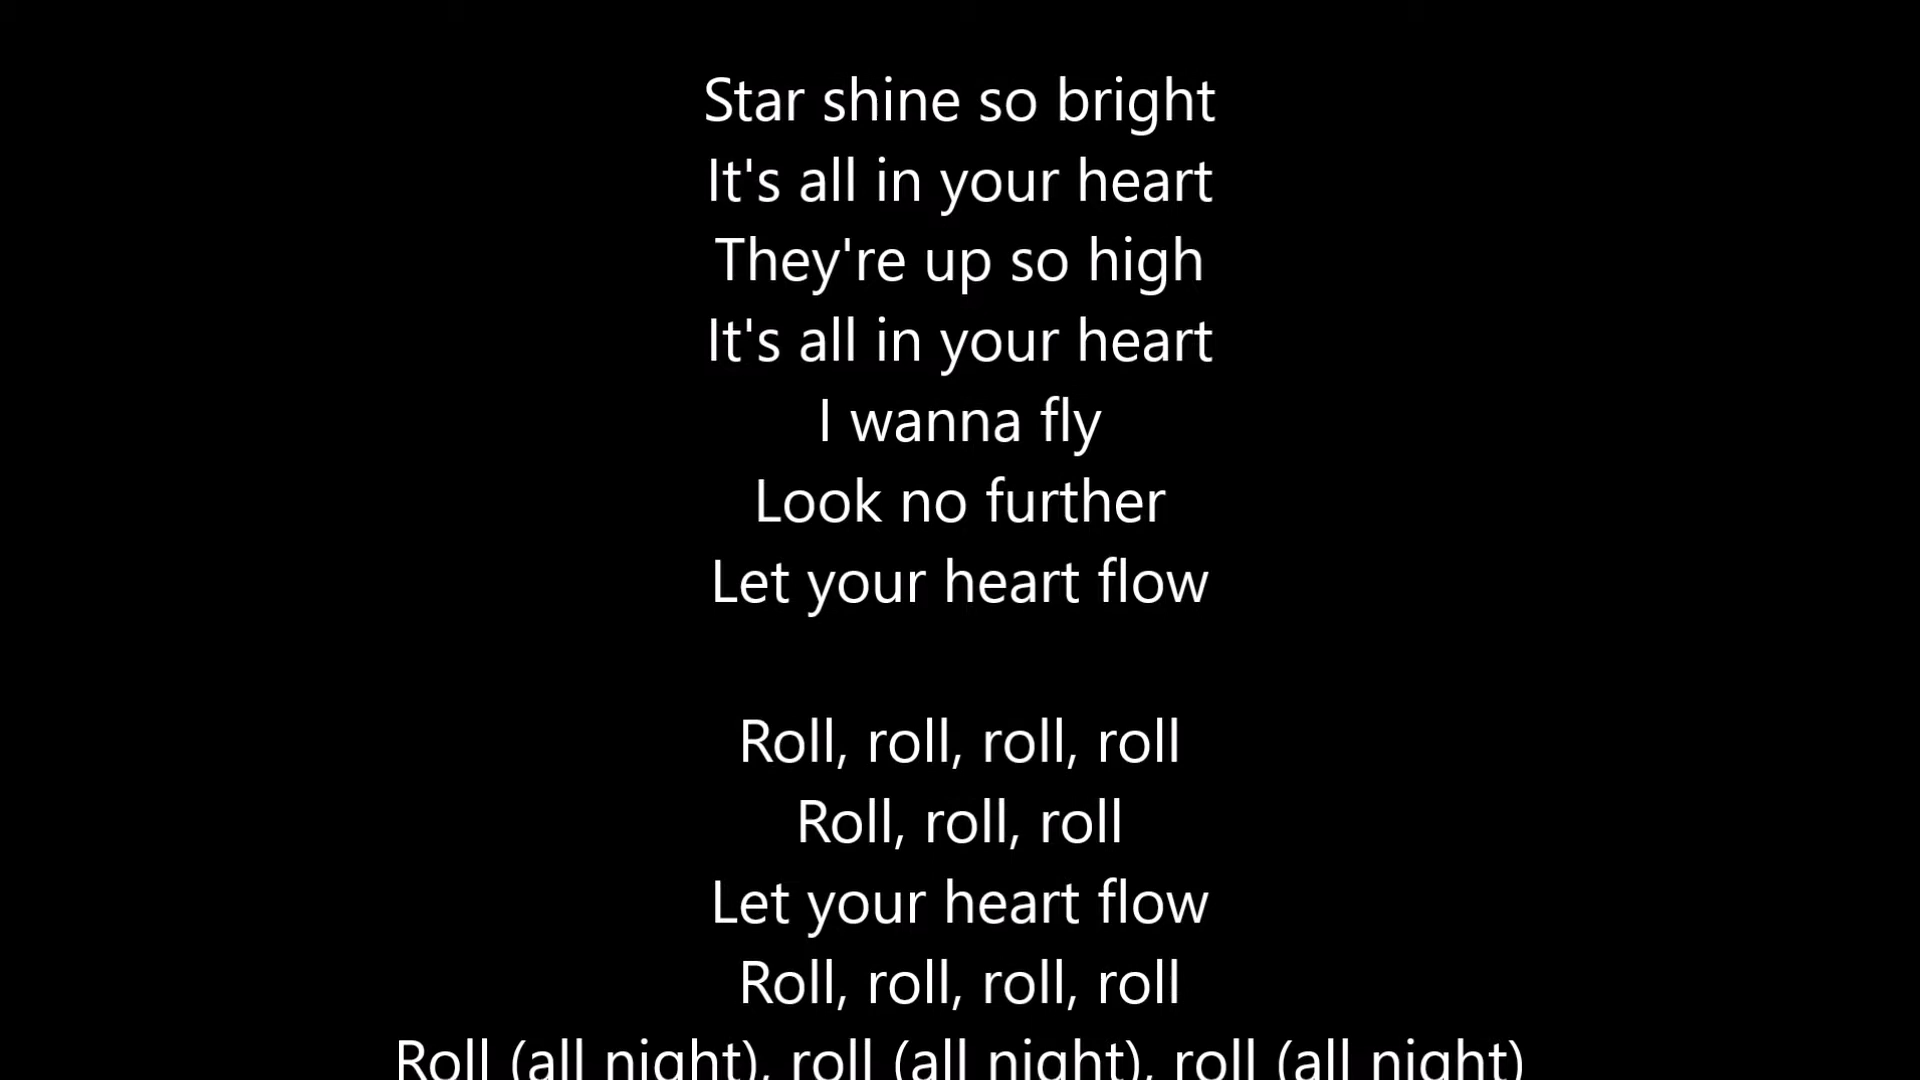 Star shine so bright
It's all in your heart
They're up so high
It's all in your heart
I wanna fly
Look no further
Let your heart flow
Roll, roll, roll, roll
Roll, roll, roll
Let your heart flow
Roll, roll, roll, roll
Roll (all night), roll (all night), roll (all night)